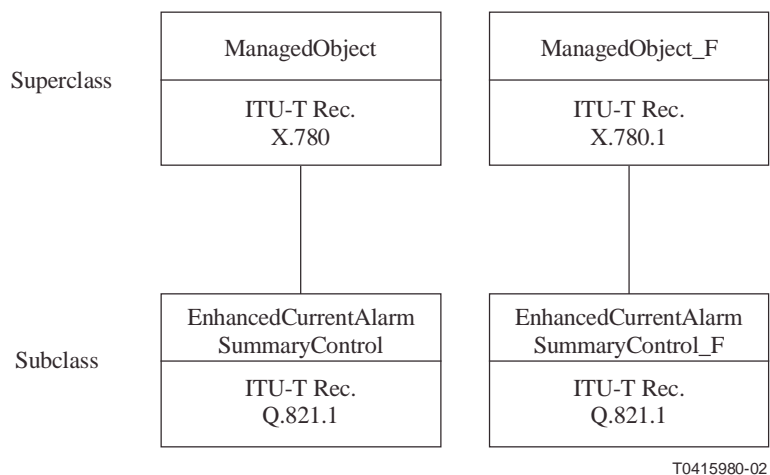 ManagedObject
ManagedObject_F
Superclass
ITU-T Rec.
X.780
ITU-T Rec.
X.780.1
EnhancedCurrentAlarm
SummaryControl
EnhancedCurrentAlarm
SummaryControl_F
Subclass
ITU-T Rec.
Q.821.1
ITU-T Rec.
Q.821.1
T0415980-02